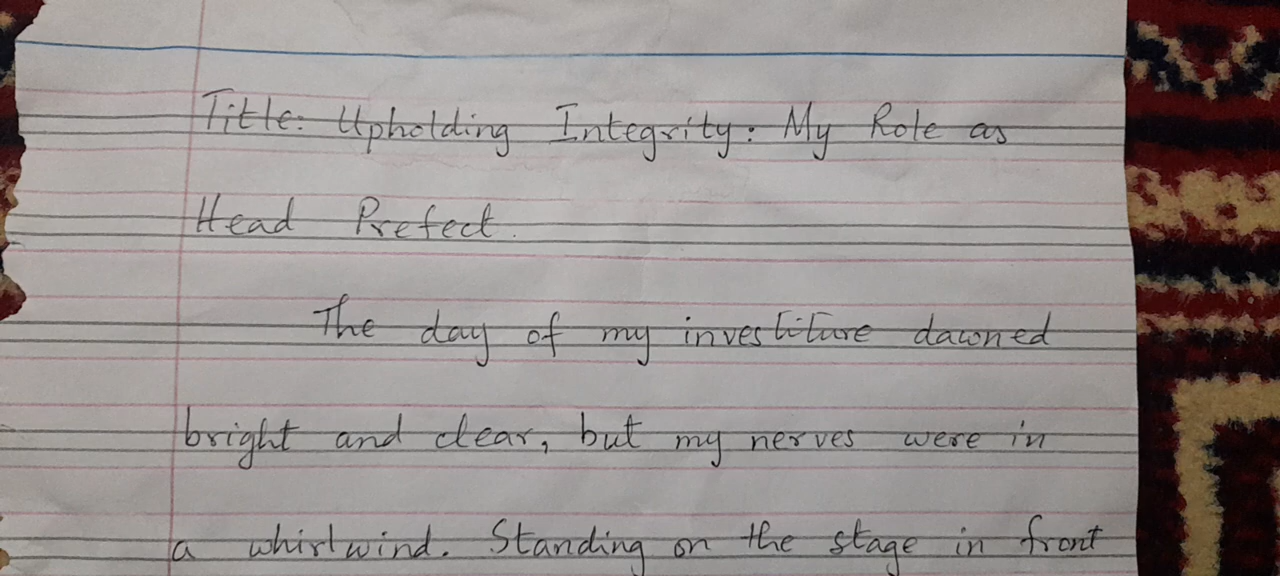 Title: Upholding Integrity: My Role as
Head Prefect.
The day of my investiture dawned
bright and clear, but my nerves were in
a whirlwind. Standing on the stage in front